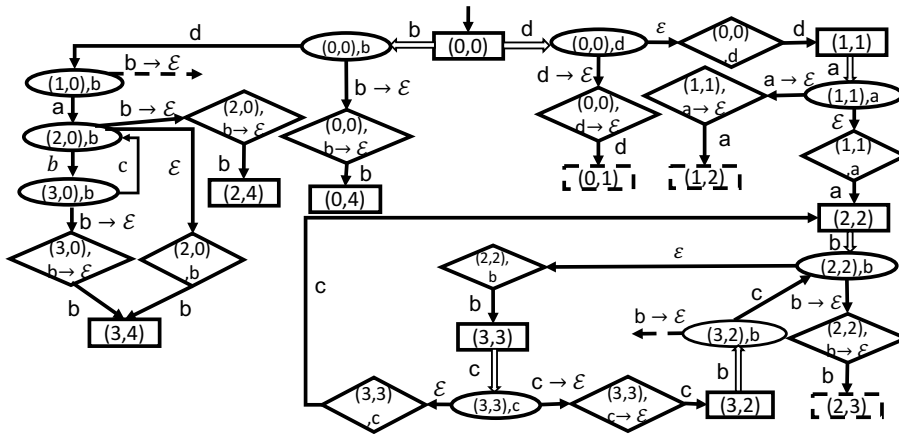 d
(0,0),b
b
(0,0)
d
(0,0),d
ε
(0,0)
,d
d
(1,1)
b → ℰ
(1,0),b
a
b → ℰ
d → ℰ
(1,1),
a → ℰ
a → ℰ
a
(1,1),a
b → ℰ
(2,0),
b → ℰ
(0,0),
d → ℰ
ℰ
(2,0),b
(0,0),
b → ℰ
(1,1)
,a
b
c
ℰ
b
d
a
(3,0),b
(2,4)
b
(0,4)
(0,1)
(1,2)
a
b → ℰ
(2,2)
(3,0),
b → ℰ
(2,0)
,b
b
(2,2),
b
ε
(2,2),b
b
b
c
b
c
b → ℰ
b → ℰ
(3,4)
(3,3)
(3,2),b
(2,2),
b → ℰ
c
b
b
(3,3)
,c
ℰ
(3,3),c
c → ℰ
(3,3),
c → ℰ
c
(3,2)
(2,3)